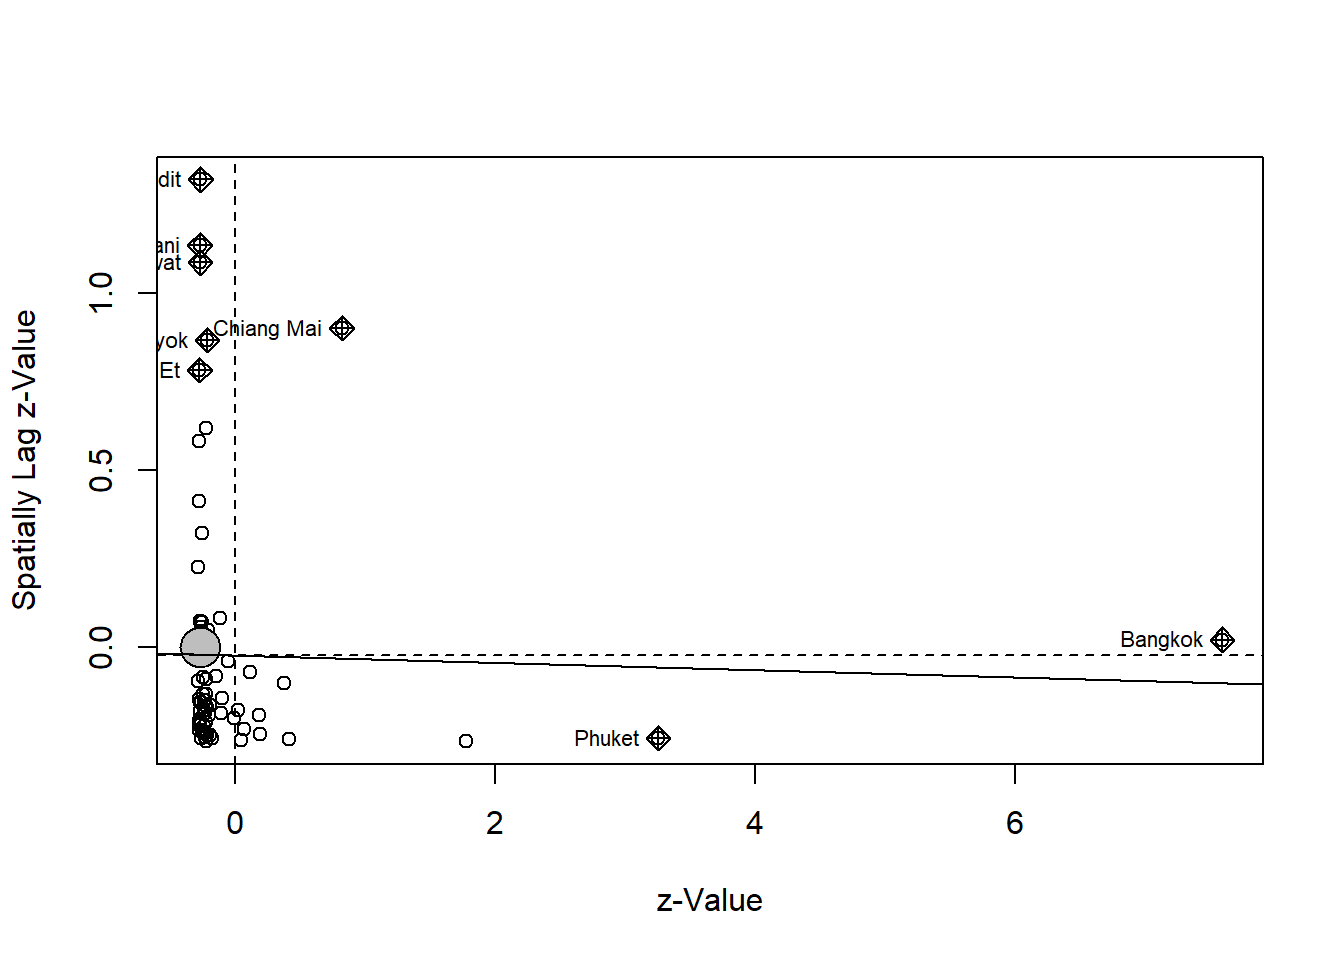 dit
ani
wat
Chiang Mai
yok
Et
Bangkok
Phuket
Spatially Lag z-Value
1.0
0.5
0.0
0
2
4
6
z-Value